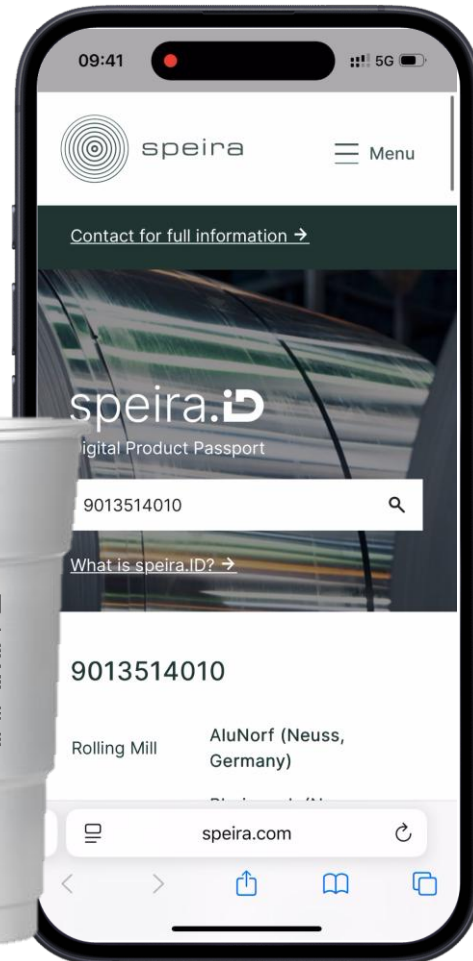 09:41
5G
speira
Menu
Contact for full information →
speira.iD
igital Product Passport
9013514010
What is speira.ID? →
9013514010
Rolling Mill
AluNorf (Neuss,
Germany)
speira.com